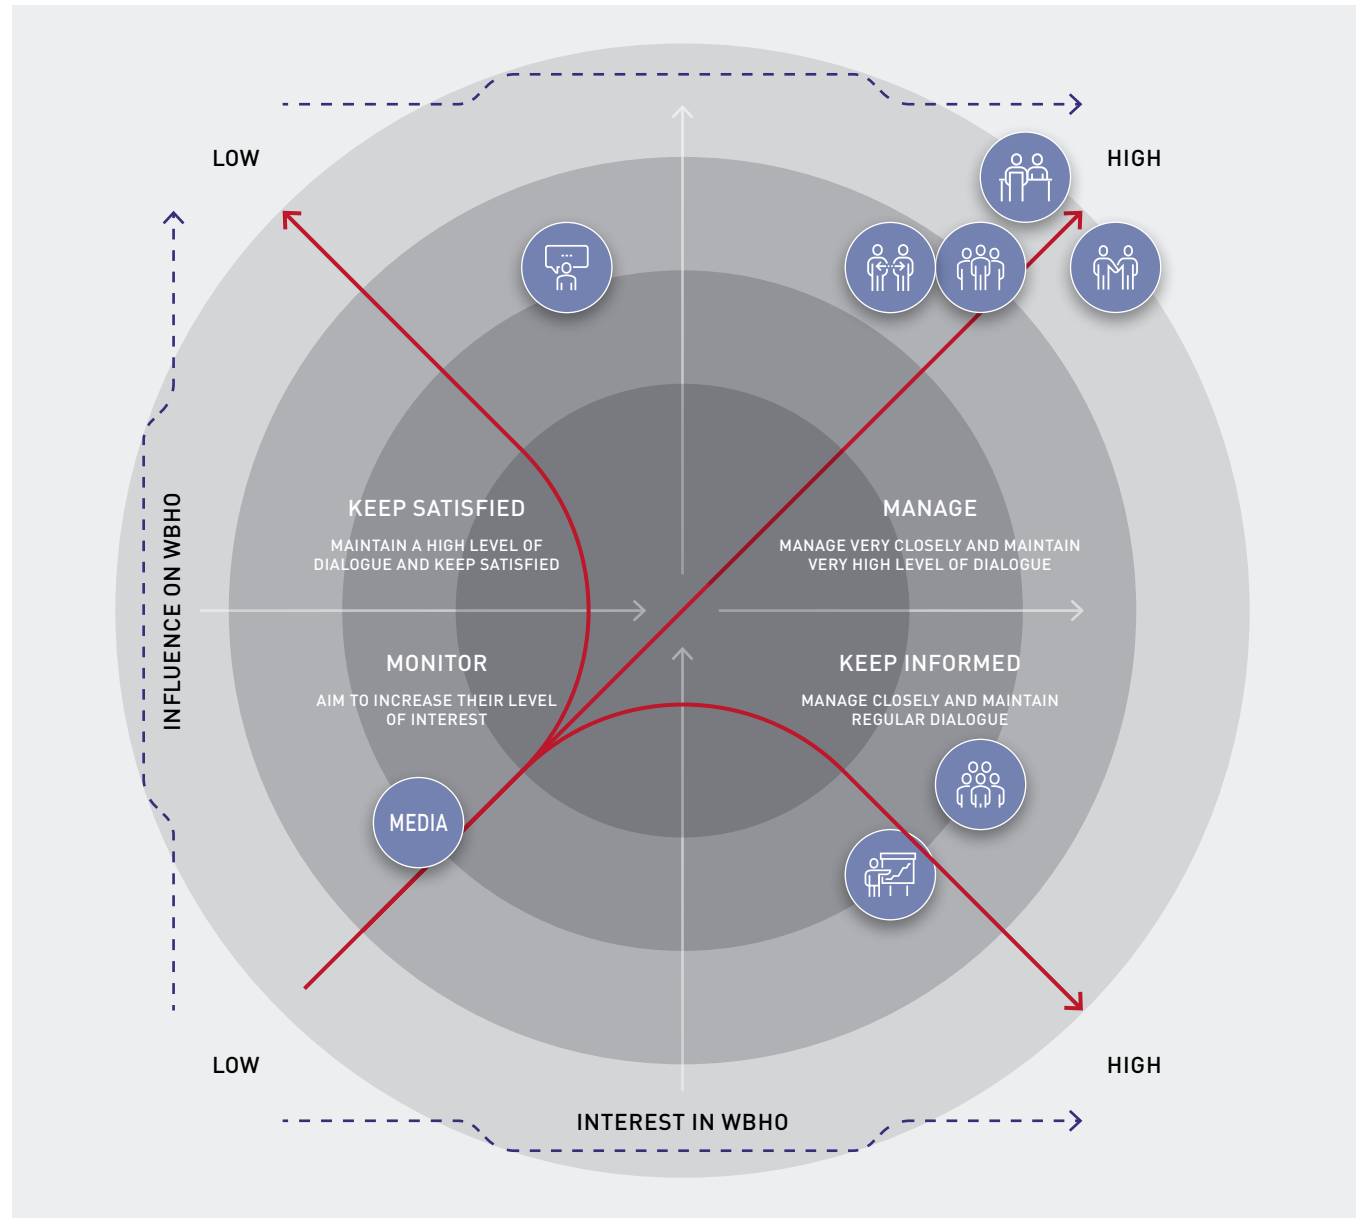 LOW
HIGH
INFLUENCE ON WBHO
KEEP SATISFIED
MAINTAIN A HIGH LEVEL OF
DIALOGUE AND KEEP SATISFIED
MANAGE
MANAGE VERY CLOSELY AND MAINTAIN
VERY HIGH LEVEL OF DIALOGUE
MONITOR
AIM TO INCREASE THEIR LEVEL
OF INTEREST
KEEP INFORMED
MANAGE CLOSELY AND MAINTAIN
REGULAR DIALOGUE
MEDIA
LOW
HIGH
INTEREST IN WBHO